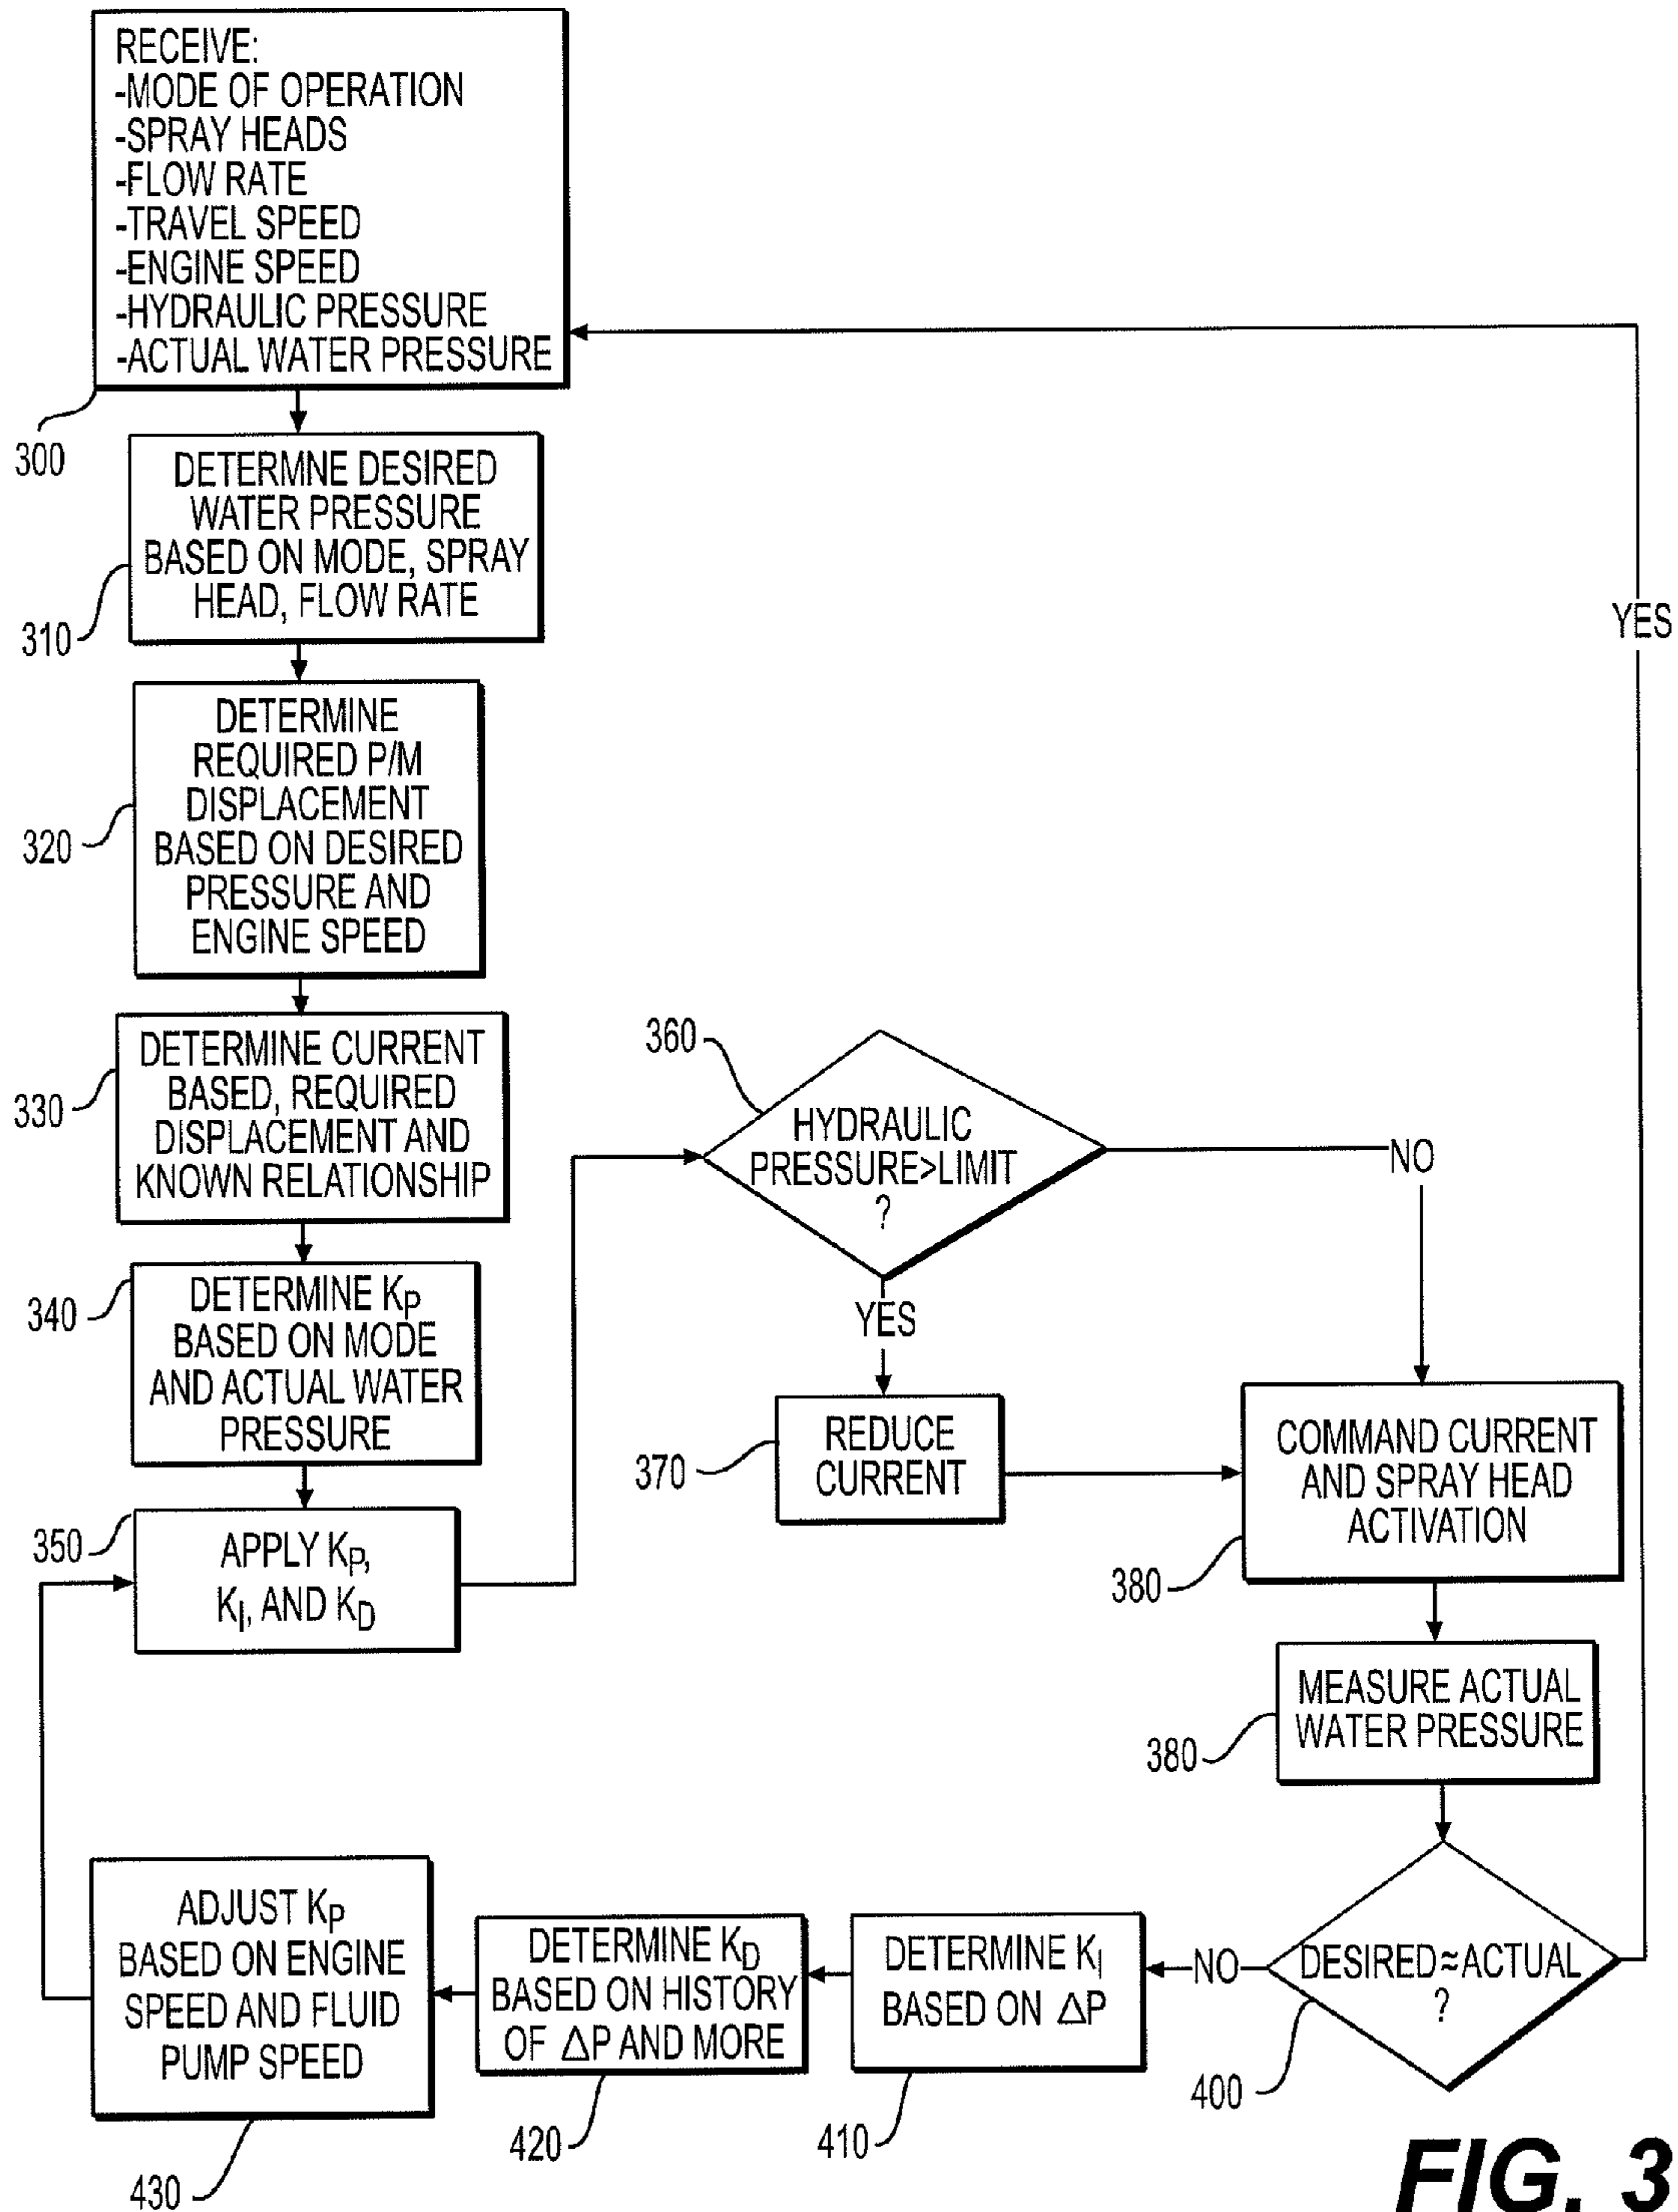 RECEIVE:
-MODE OF OPERATION
-SPRAY HEADS
-FLOW RATE
-TRAVEL SPEED
-ENGINE SPEED
-HYDRAULIC PRESSURE
-ACTUAL WATER PRESSURE
300
DETERMNE DESIRED
WATER PRESSURE
BASED ON MODE, SPRAY
HEAD, FLOW RATE
310
YES
DETERMINE
REQUIRED P/M
DISPLACEMENT
BASED ON DESIRED
PRESSURE AND
ENGINE SPEED
320
DETERMINE CURRENT
BASED, REQUIRED
DISPLACEMENT AND
KNOWN RELATIONSHIP
330
DETERMINE KP
BASED ON MODE
AND ACTUAL WATER
PRESSURE
340
APPLY KP,
KI, AND KD
350
360
HYDRAULIC
PRESSURE>LIMIT
?
NO
YES
REDUCE
CURRENT
370
COMMAND CURRENT
AND SPRAY HEAD
ACTIVATION
380
MEASURE ACTUAL
WATER PRESSURE
380
DESIRED≈ACTUAL
?
400
NO
DETERMINE KI
BASED ON ΔP
410
DETERMINE KD
BASED ON HISTORY
OF ΔP AND MORE
420
ADJUST KP
BASED ON ENGINE
SPEED AND FLUID
PUMP SPEED
430
FIG. 3